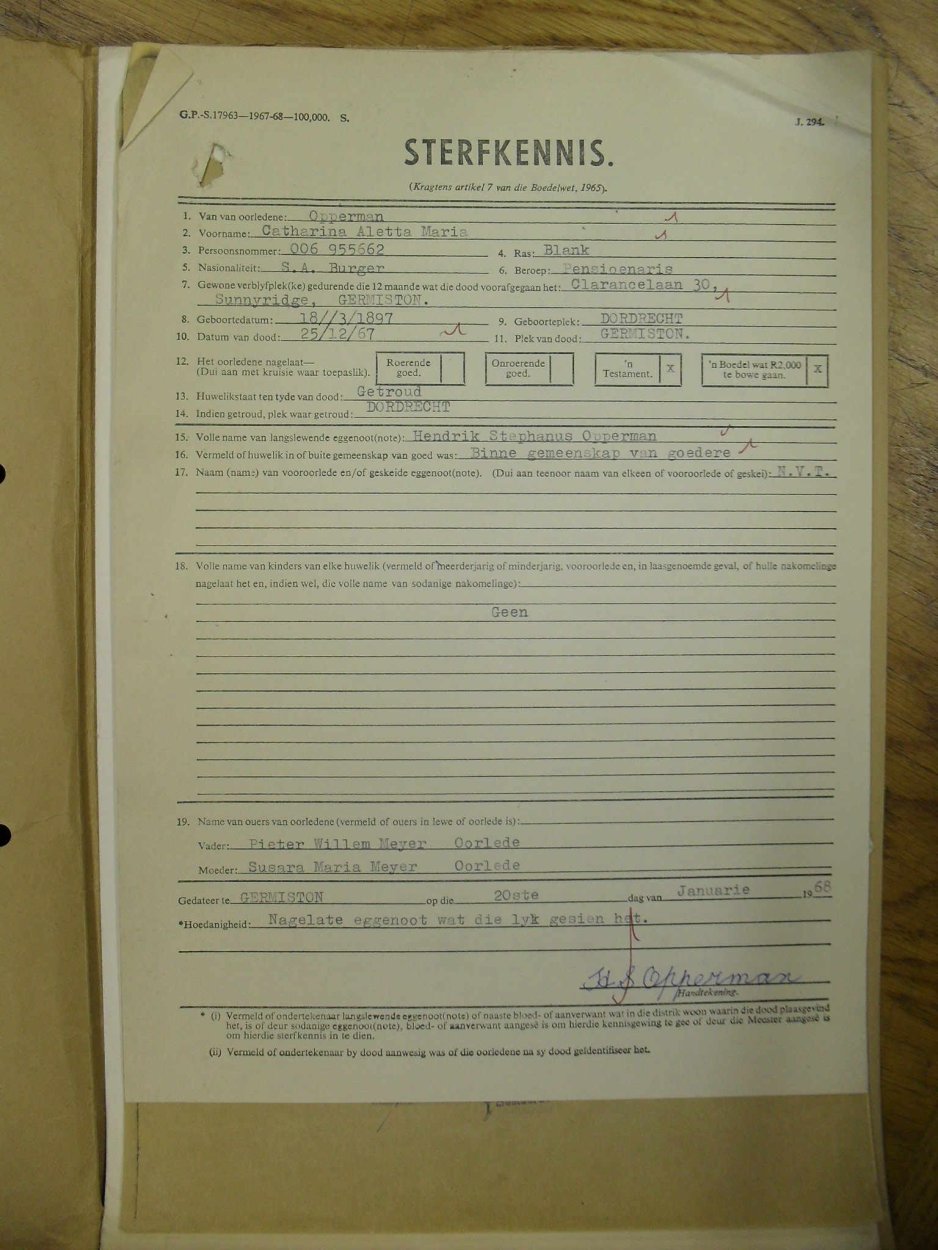 G.P.-S.17963—1967-68—100,000. S.
J. 294.
STERFKENNIS.
(Kragtens artikel 7 van die Boedelwet, 1965).
1. Van van oorledene: Opperman
2. Voorname: Catharina Aletta Maria
3. Persoonsnommer: 006 955662 4. Ras: Blank
5. Nasionaliteit: S.A. Burger 6. Beroep: Pensioenaris
7. Gewone verblyfplek(ke) gedurende die 12 maande wat die dood voorafgegaan het: Clarancelaan 30,
Sunnyridge, GERMISTON.
8. Geboortedatum: 18//3/1897 9. Geboorteplek: DORDRECHT
10. Datum van dood: 25/12/67 11. Plek van dood: GERMISTON.
12. Het oorledene nagelaat— Roerende Onroerende 'n 'n Boedel wat R2,000
(Dui aan met kruisie waar toepaslik). goed. goed. Testament. X te bowe gaan. X
13. Huwelikstaat ten tyde van dood: Getroud
14. Indien getroud, plek waar getroud: DORDRECHT
15. Volle name van langslewende eggenoot(note): Hendrik Stephanus Opperman
16. Vermeld of huwelik in of buite gemeenskap van goed was: Binne gemeenskap van goedere
17. Naam (name) van vooroorlede en/of geskeide eggenoot(note). (Dui aan teenoor naam van elkeen of vooroorlede of geskei): N.V.T.
18. Volle name van kinders van elke huwelik (vermeld of meerderjarig of minderjarig, vooroorlede en, in laasgenoemde geval, of hulle nakomelinge
nagelaat het en, indien wel, die volle name van sodanige nakomelinge):
Geen
19. Name van ouers van oorledene (vermeld of ouers in lewe of oorlede is):
Vader: Pieter Willem Meyer Oorlede
Moeder: Susara Maria Meyer Oorlede
Gedateer te GERMISTON op die 20ste dag van Januarie 1968
*Hoedanigheid: Nagelate eggenoot wat die lyk gesien het.
H S Opperman
Handtekening.
* (i) Vermeld of ondertekenaar langslewende eggenoot(note) of naaste bloed- of aanverwant wat in die distrik woon waarin die dood plaasgevind
het, is of deur sodanige eggenoot(note), bloed- of aanverwant aangesê is om hierdie kennisgewing te gee of deur die Meester aangesê is
om hierdie sterfkennis in te dien.
(ii) Vermeld of ondertekenaar by dood aanwesig was of die oorledene na sy dood geïdentifiseer het.